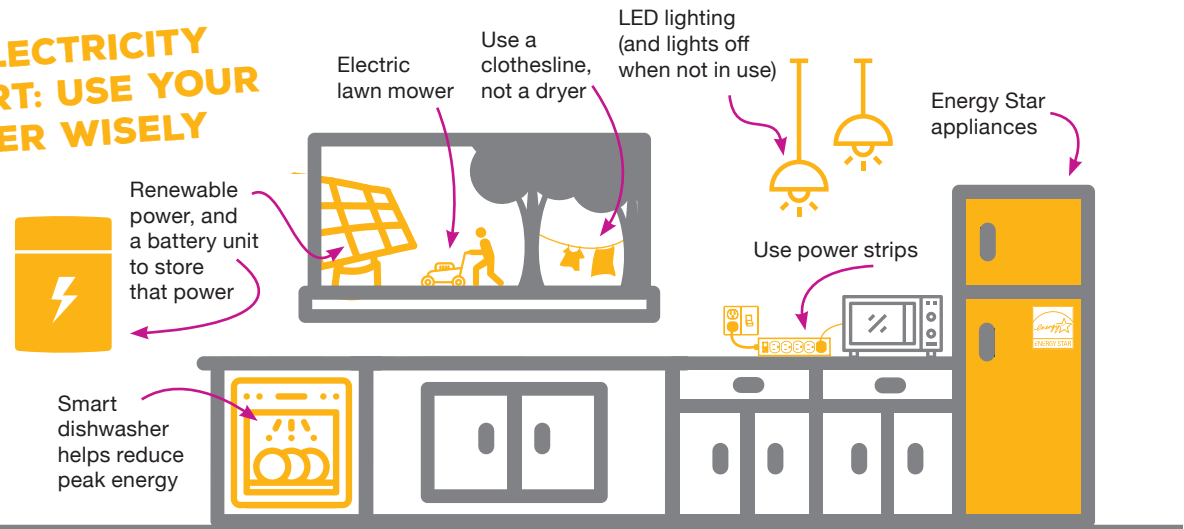 LECTRICITY
RT: USE YOUR
ER WISELY
Electric
lawn mower
Use a
clothesline,
not a dryer
LED lighting
(and lights off
when not in use)
Energy Star
appliances
Renewable
power, and
a battery unit
to store
that power
Use power strips
energy
ENERGY STAR
Smart
dishwasher
helps reduce
peak energy